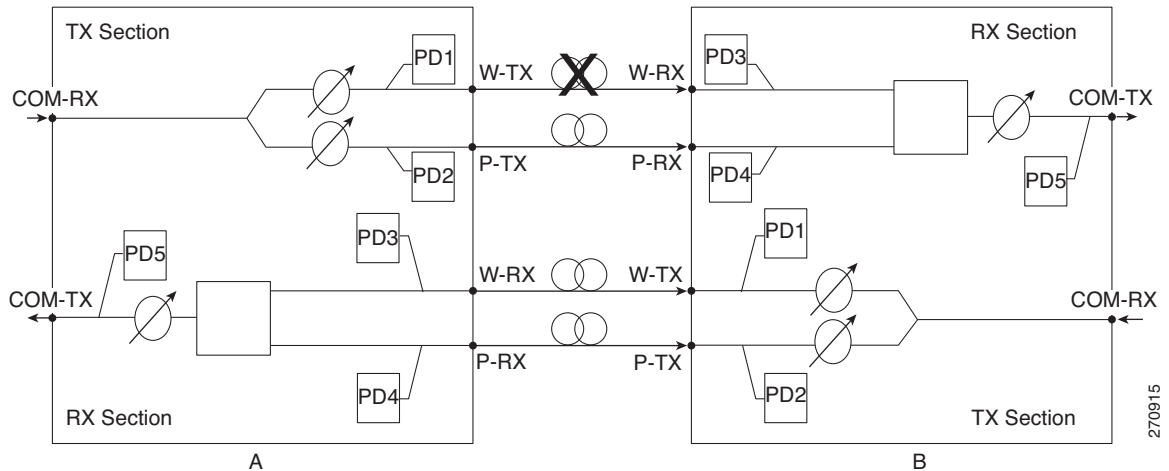 TX Section
RX Section
PD1
W-TX
W-RX
PD3
COM-RX
COM-TX
PD2
P-TX
P-RX
PD4
PD5
PD3
PD1
PD5
W-RX
W-TX
COM-TX
COM-RX
P-RX
P-TX
PD4
PD2
RX Section
TX Section
A
B
270915